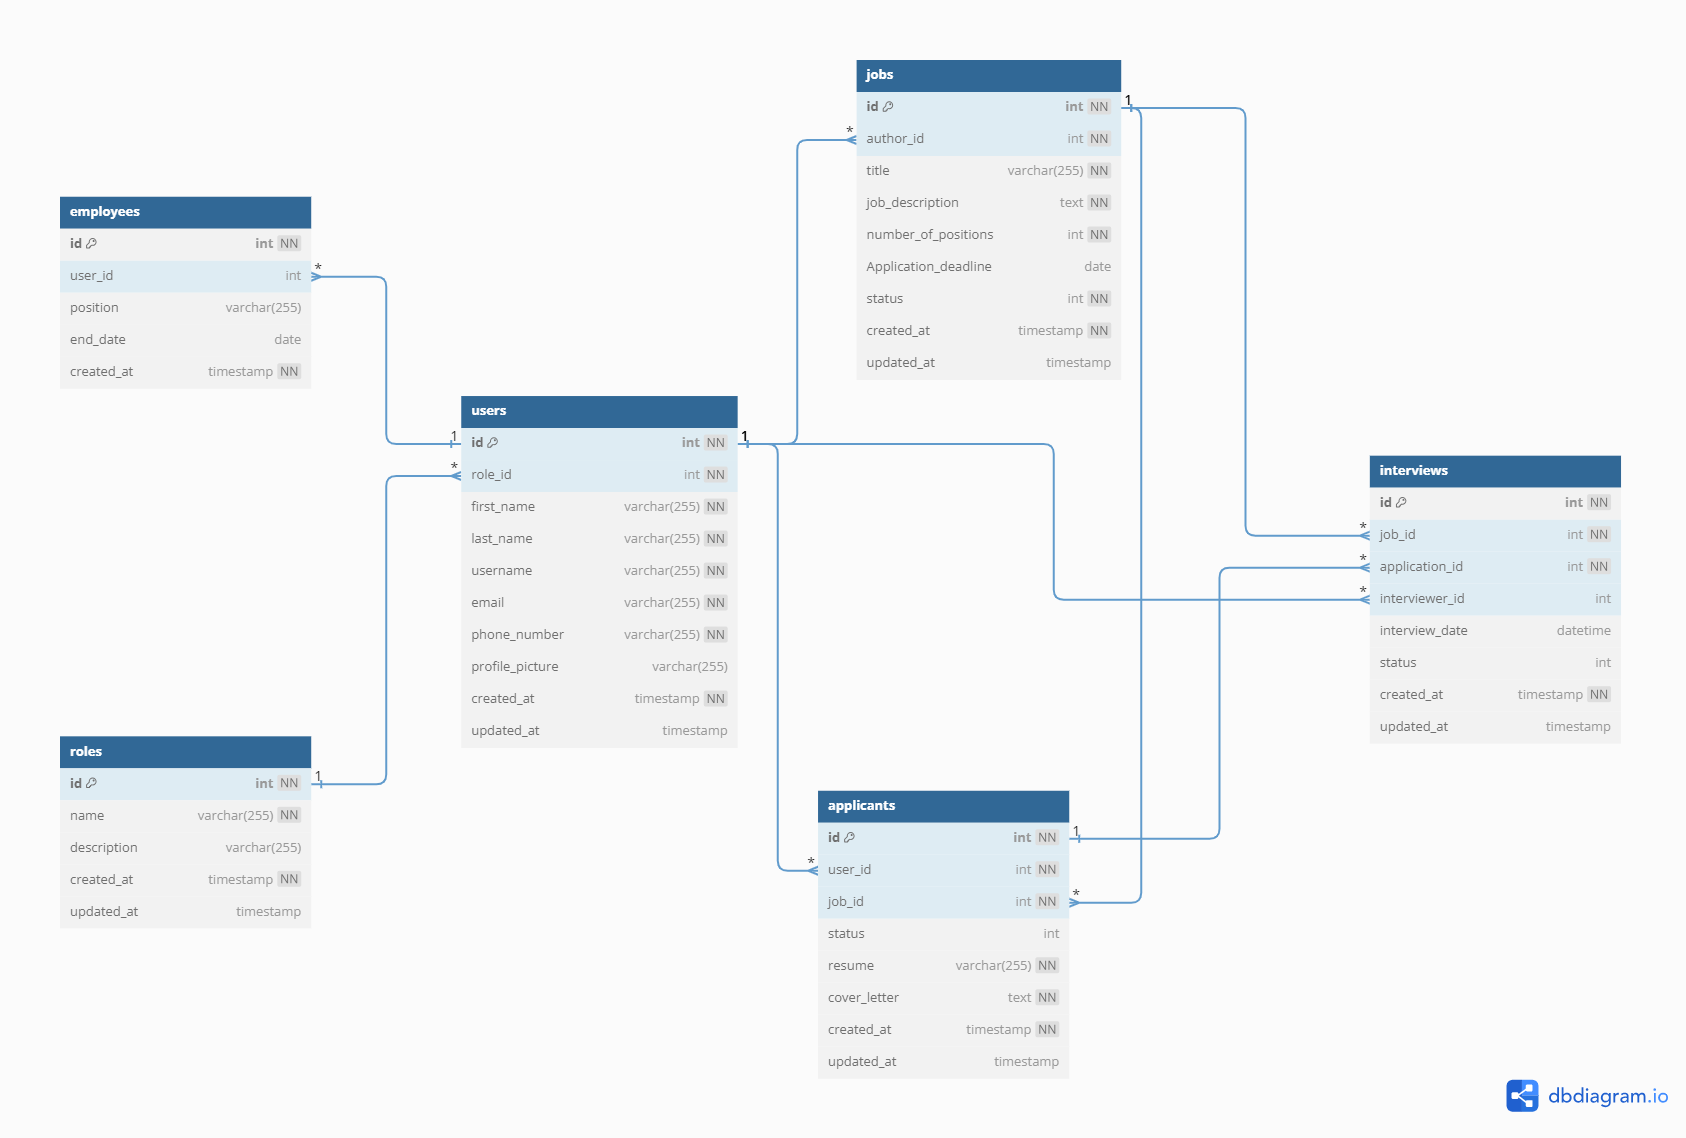 jobs
id int NN
author_id int NN
title varchar(255) NN
job_description text NN
number_of_positions int NN
Application_deadline date
status int NN
created_at timestamp NN
updated_at timestamp
1
*
employees
id int NN
user_id int
position varchar(255)
end_date date
created_at timestamp NN
*
users
id int NN
role_id int NN
first_name varchar(255) NN
last_name varchar(255) NN
username varchar(255) NN
email varchar(255) NN
phone_number varchar(255) NN
profile_picture varchar(255)
created_at timestamp NN
updated_at timestamp
1
*
1
interviews
id int NN
job_id int NN
application_id int NN
interviewer_id int
interview_date datetime
status int
created_at timestamp NN
updated_at timestamp
*
*
*
roles
id int NN
name varchar(255) NN
description varchar(255)
created_at timestamp NN
updated_at timestamp
1
applicants
id int NN
user_id int NN
job_id int NN
status int
resume varchar(255) NN
cover_letter text NN
created_at timestamp NN
updated_at timestamp
1
*
*
dbdiagram.io